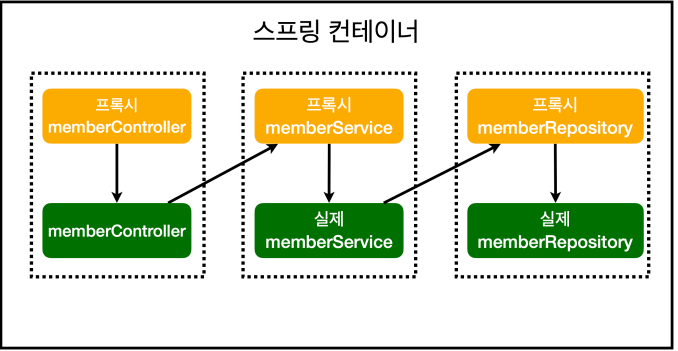 스프링 컨테이너
프록시
memberController
프록시
memberService
프록시
memberRepository
memberController
실제
memberService
실제
memberRepository